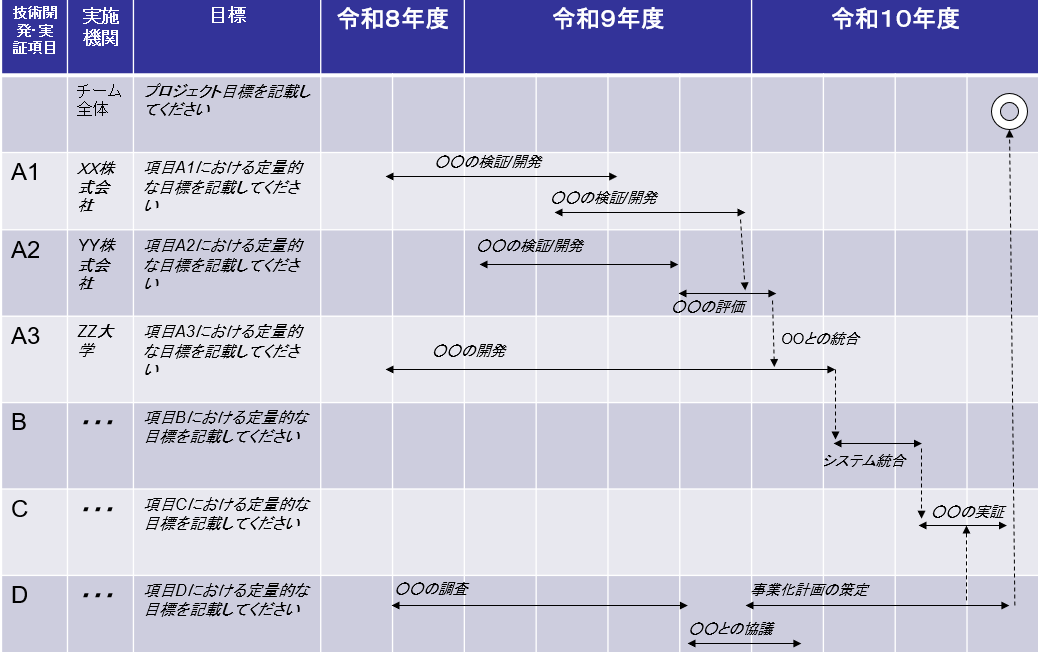 技術開
発・実
証項目
実施
機関
目標
令和8年度
令和9年度
令和10年度
チーム
全体
プロジェクト目標を記載し
てください
A1
XX株
式会
社
項目A1における定量的
な目標を記載してくださ
い
〇〇の検証/開発
〇〇の検証/開発
A2
YY株
式会
社
項目A2における定量的
な目標を記載してくださ
い
〇〇の検証/開発
〇〇の評価
A3
ZZ大
学
項目A3における定量的
な目標を記載してくださ
い
〇〇の開発
〇〇との統合
B
・・・
項目Bにおける定量的な
目標を記載してください
システム統合
C
・・・
項目Cにおける定量的な
目標を記載してください
〇〇の実証
D
・・・
項目Dにおける定量的な
目標を記載してください
〇〇の調査
事業化計画の策定
〇〇との協議